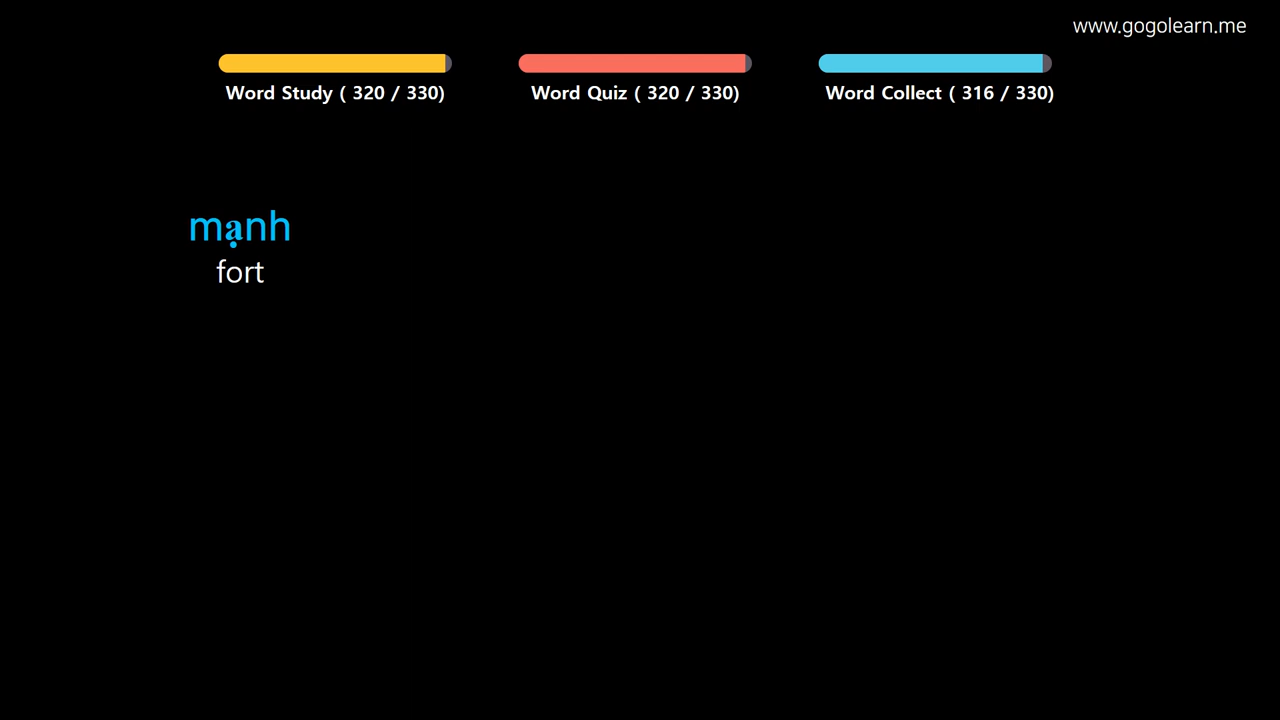 www.gogolearn.me
Word Study ( 320 / 330)
Word Quiz ( 320 / 330)
Word Collect ( 316 / 330)
mạnh
fort